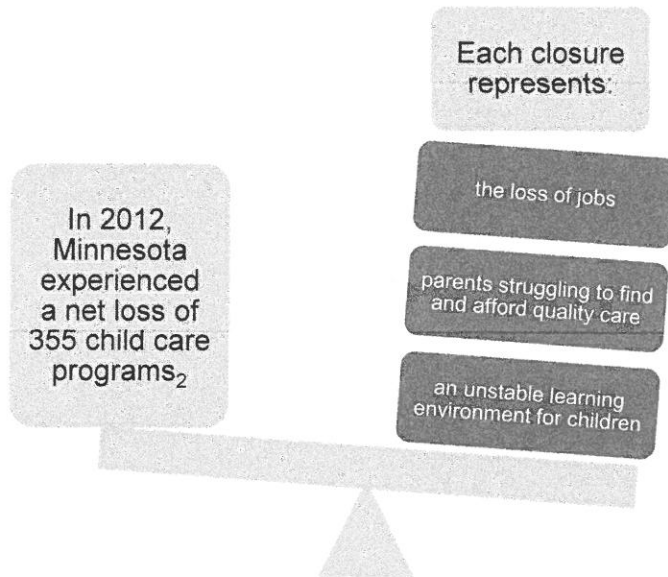 In 2012,
Minnesota
experienced
a net loss of
355 child care
programs₂
Each closure
represents:
the loss of jobs
parents struggling to find
and afford quality care
an unstable learning
environment for children